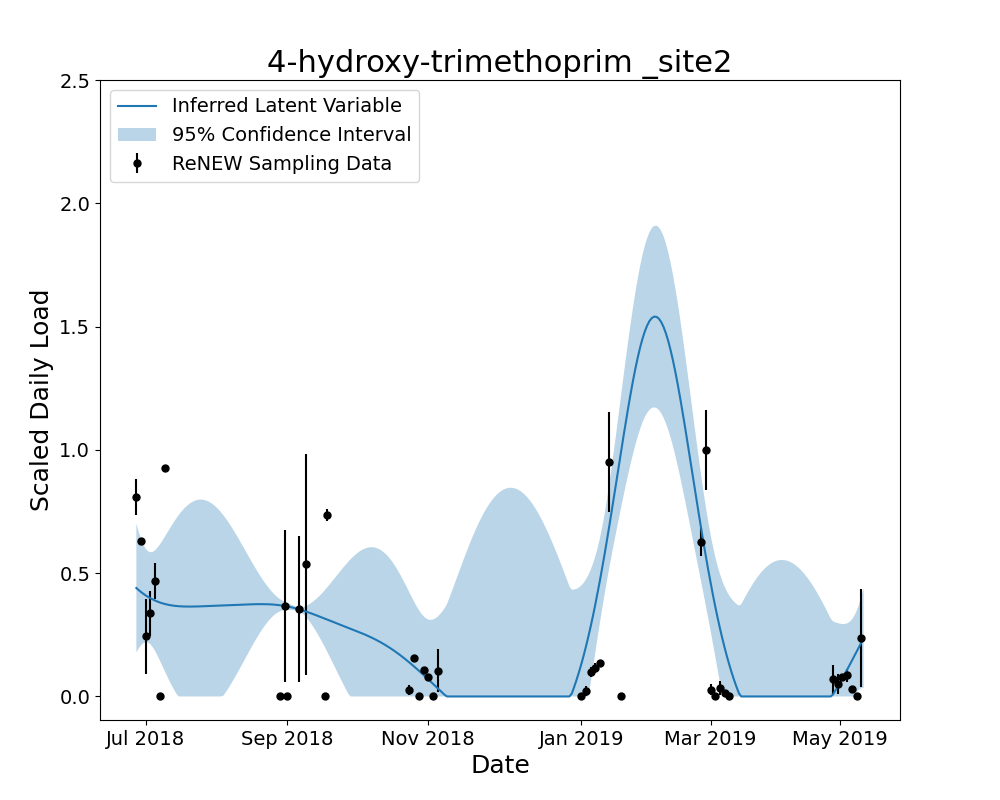 4-hydroxy-trimethoprim _site2
Inferred Latent Variable
95% Confidence Interval
ReNEW Sampling Data
Scaled Daily Load
2.5
2.0
1.5
1.0
0.5
0.0
Jul 2018 Sep 2018 Nov 2018 Jan 2019 Mar 2019 May 2019
Date